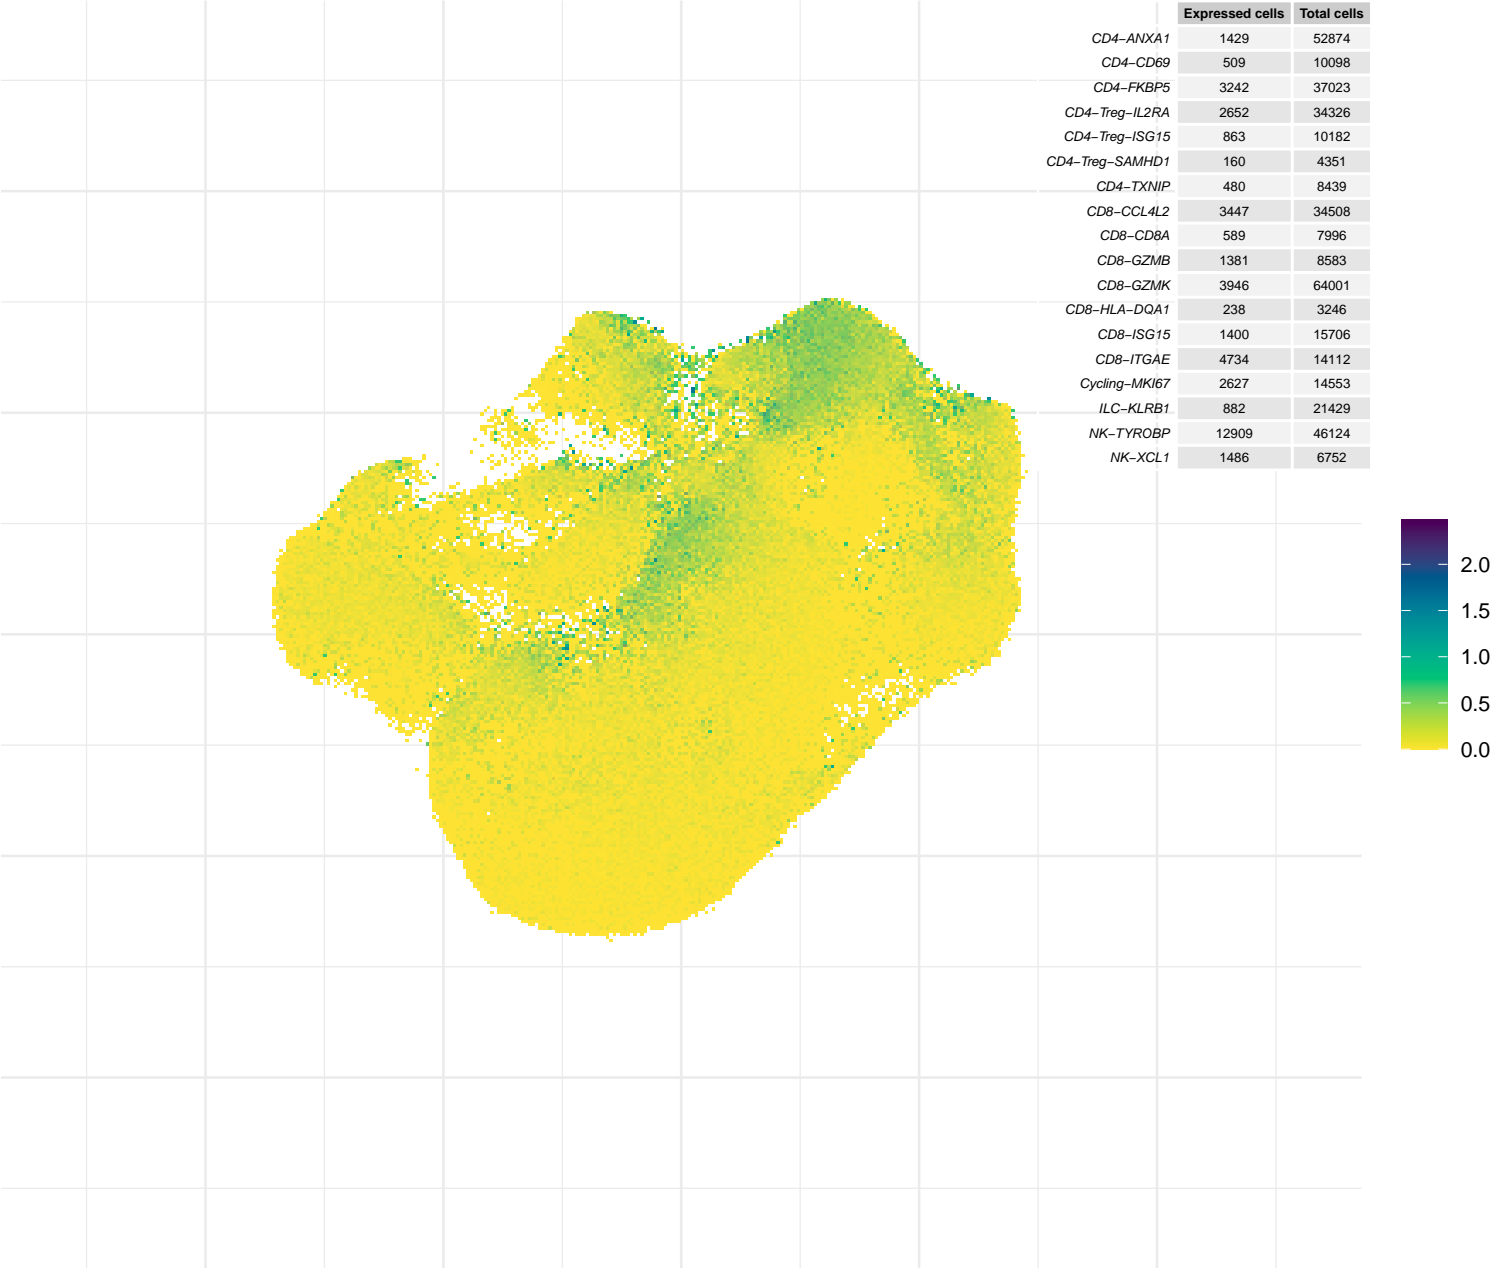 Expressed cells Total cells
CD4−ANXA1 1429 52874
CD4−CD69 509 10098
CD4−FKBP5 3242 37023
CD4−Treg−IL2RA 2652 34326
CD4−Treg−ISG15 863 10182
CD4−Treg−SAMHD1 160 4351
CD4−TXNIP 480 8439
CD8−CCL4L2 3447 34508
CD8−CD8A 589 7996
CD8−GZMB 1381 8583
CD8−GZMK 3946 64001
CD8−HLA−DQA1 238 3246
CD8−ISG15 1400 15706
CD8−ITGAE 4734 14112
Cycling−MKI67 2627 14553
ILC−KLRB1 882 21429
NK−TYROBP 12909 46124
NK−XCL1 1486 6752
2.0
1.5
1.0
0.5
0.0